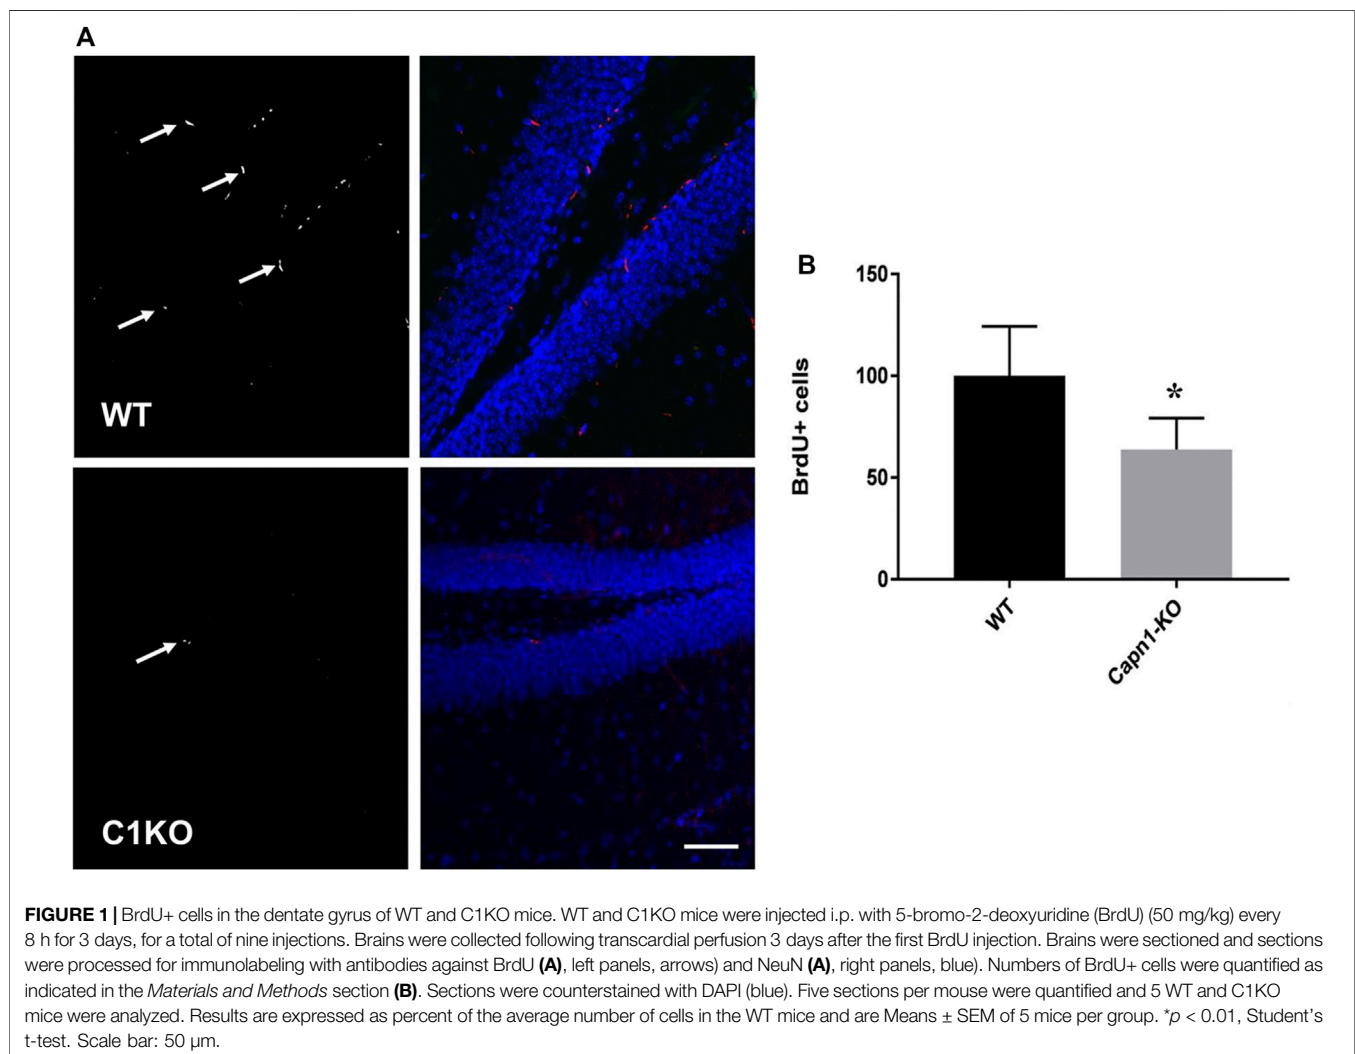 A
WT
C1KO
B
150
100
50
0
BrdU+ cells
*
WT
Capn1-KO
FIGURE 1 | BrdU+ cells in the dentate gyrus of WT and C1KO mice. WT and C1KO mice were injected i.p. with 5-bromo-2-deoxyuridine (BrdU) (50 mg/kg) every
8 h for 3 days, for a total of nine injections. Brains were collected following transcardial perfusion 3 days after the first BrdU injection. Brains were sectioned and sections
were processed for immunolabeling with antibodies against BrdU (A), left panels, arrows) and NeuN (A), right panels, blue). Numbers of BrdU+ cells were quantified as
indicated in the Materials and Methods section (B). Sections were counterstained with DAPI (blue). Five sections per mouse were quantified and 5 WT and C1KO
mice were analyzed. Results are expressed as percent of the average number of cells in the WT mice and are Means ± SEM of 5 mice per group. *p < 0.01, Student’s
t-test. Scale bar: 50 μm.